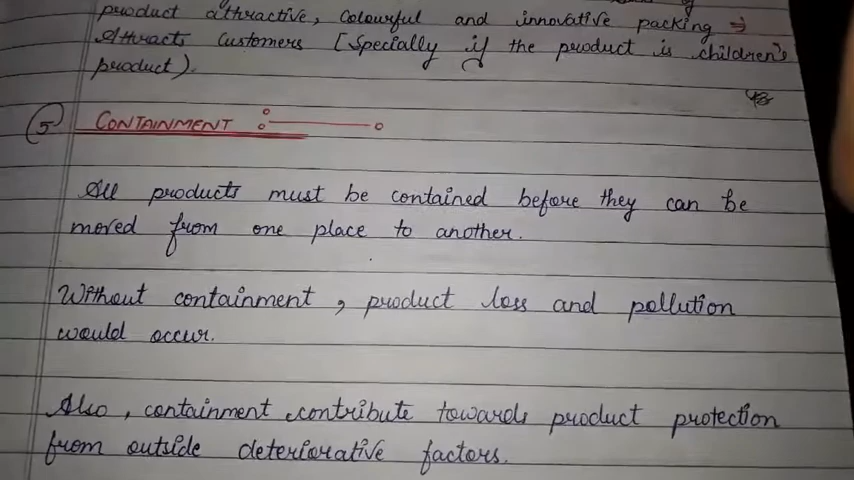 product attractive, colourful and innovative packing ⇒
Attracts customers [Specially if the product is children's
product).
5 CONTAINMENT :-
All products must be contained before they can be
moved from one place to another.
Without containment, product loss and pollution
would occur.
Also, containment contribute towards product protection
from outside deteriorative factors.